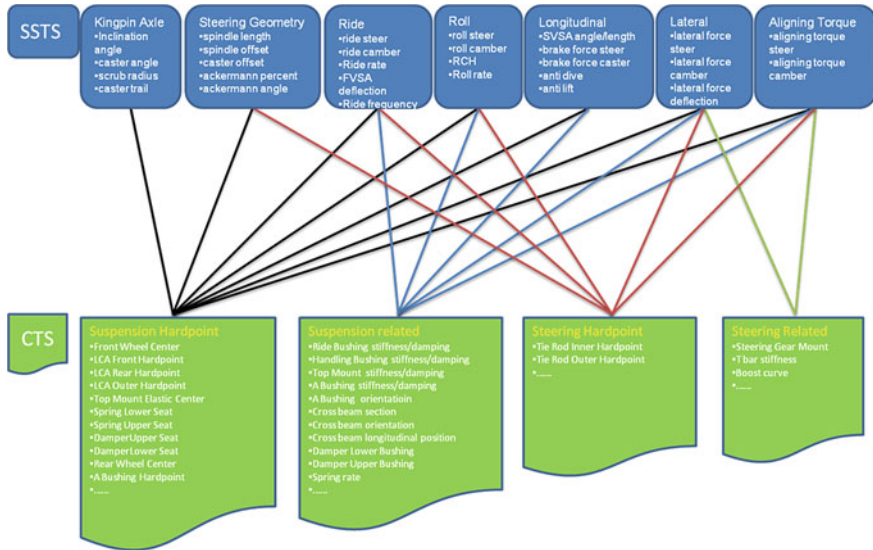 SSTS
Kingpin Axle
•Inclination
angle
•caster angle
•scrub radius
•caster trail
Steering Geometry
•spindle length
•spindle offset
•caster offset
•ackermann percent
•ackermann angle
Ride
•ride steer
•ride camber
•Ride rate
•FVSA
deflection
•Ride frequency
Roll
•roll steer
•roll camber
•RCH
•Roll rate
Longitudinal
•SVSA angle/length
•brake force steer
•brake force caster
•anti dive
•anti lift
Lateral
•lateral force
steer
•lateral force
camber
•lateral force
deflection
Aligning Torque
•aligning torque
steer
•aligning torque
camber
CTS
Suspension Hardpoint
•Front Wheel Center
•LCA Front Hardpoint
•LCA Rear Hardpoint
•LCA Outer Hardpoint
•Top Mount Elastic Center
•Spring Lower Seat
•Spring Upper Seat
•Damper Upper Seat
•Damper Lower Seat
•Rear Wheel Center
•A Bushing Hardpoint
•......
Suspension related
•Ride Bushing stiffness/damping
•Handling Bushing stiffness/damping
•Top Mount stiffness/damping
•A Bushing stiffness/damping
•A Bushing orientatioin
•Cross beam section
•Cross beam orientation
•Cross beam longitudinal position
•Damper Lower Bushing
•Damper Upper Bushing
•Spring rate
•......
Steering Hardpoint
•Tie Rod Inner Hardpoint
•Tie Rod Outer Hardpoint
•......
Steering Related
•Steering Gear Mount
•T bar stiffness
•Boost curve
•......